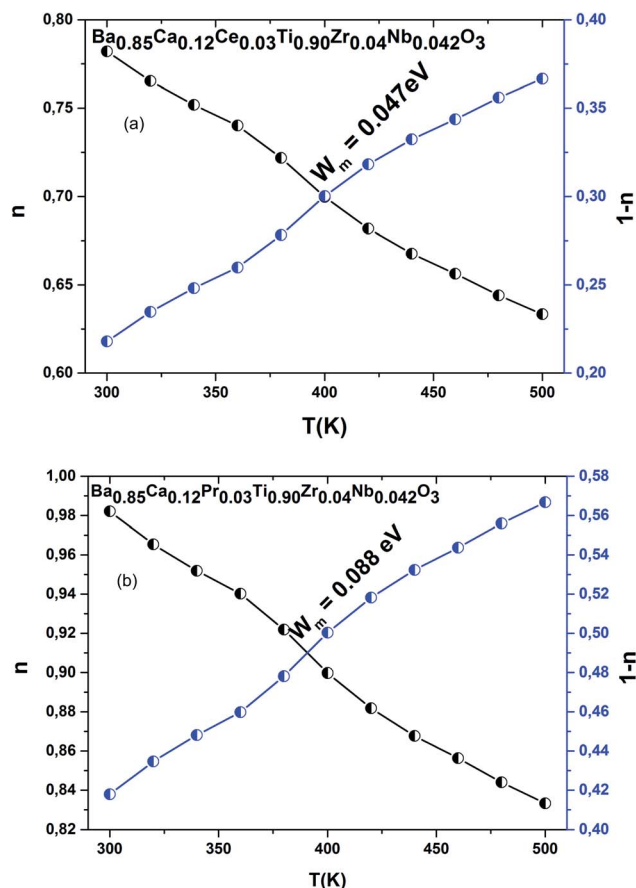 Ba0.85Ca0.12Ce0.03Ti0.90Zr0.04Nb0.042O3
(a)
Wm = 0.047eV
n
1-n
0,80
0,75
0,70
0,65
0,60
0,40
0,35
0,30
0,25
0,20
300 350 400 450 500
T(K)
Ba0.85Ca0.12Pr0.03Ti0.90Zr0.04Nb0.042O3
(b)
Wm = 0.088 eV
n
1-n
1,00
0,98
0,96
0,94
0,92
0,90
0,88
0,86
0,84
0,82
0,58
0,56
0,54
0,52
0,50
0,48
0,46
0,44
0,42
0,40
300 350 400 450 500
T(K)